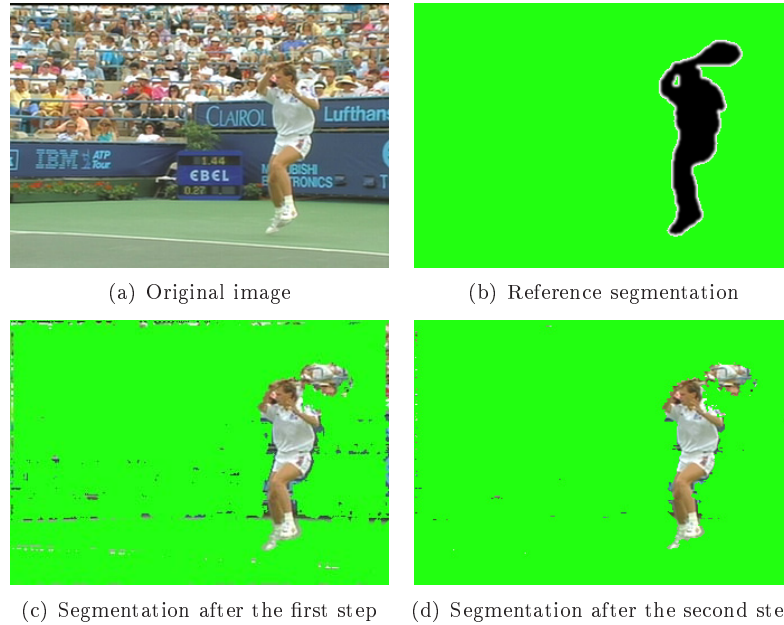 CLAIROL
Lufthans
IBM ATP
Tour
1.44
EBEL
0.27
MITSUBISHI
ELECTRONICS
(a) Original image
(b) Reference segmentation
(c) Segmentation after the first step
(d) Segmentation after the second ste